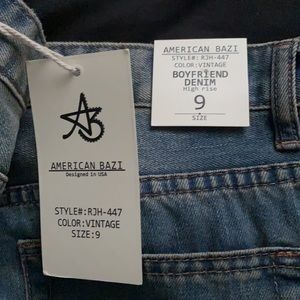 AMERICAN BAZI
Designed in USA
STYLE#:RJH-447
COLOR:VINTAGE
SIZE:9
AMERICAN BAZI
STYLE#: RJH-447
COLOR:VINTAGE
BOYFRIEND
DENIM
High rise
9
SIZE